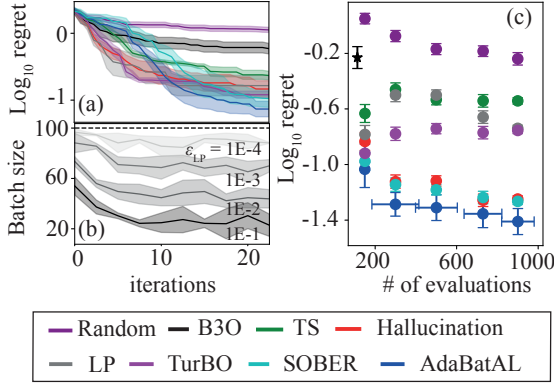 Log₁₀ regret
0
-1
(a)
Batch size
100
60
20
ε_LP = 1E-4
1E-3
1E-2
1E-1
(b)
0 10 20
iterations
(c)
Log₁₀ regret
-0.2
-0.6
-1.0
-1.4
200 600 1000
# of evaluations
Random B3O TS Hallucination
LP TurBO SOBER AdaBatAL